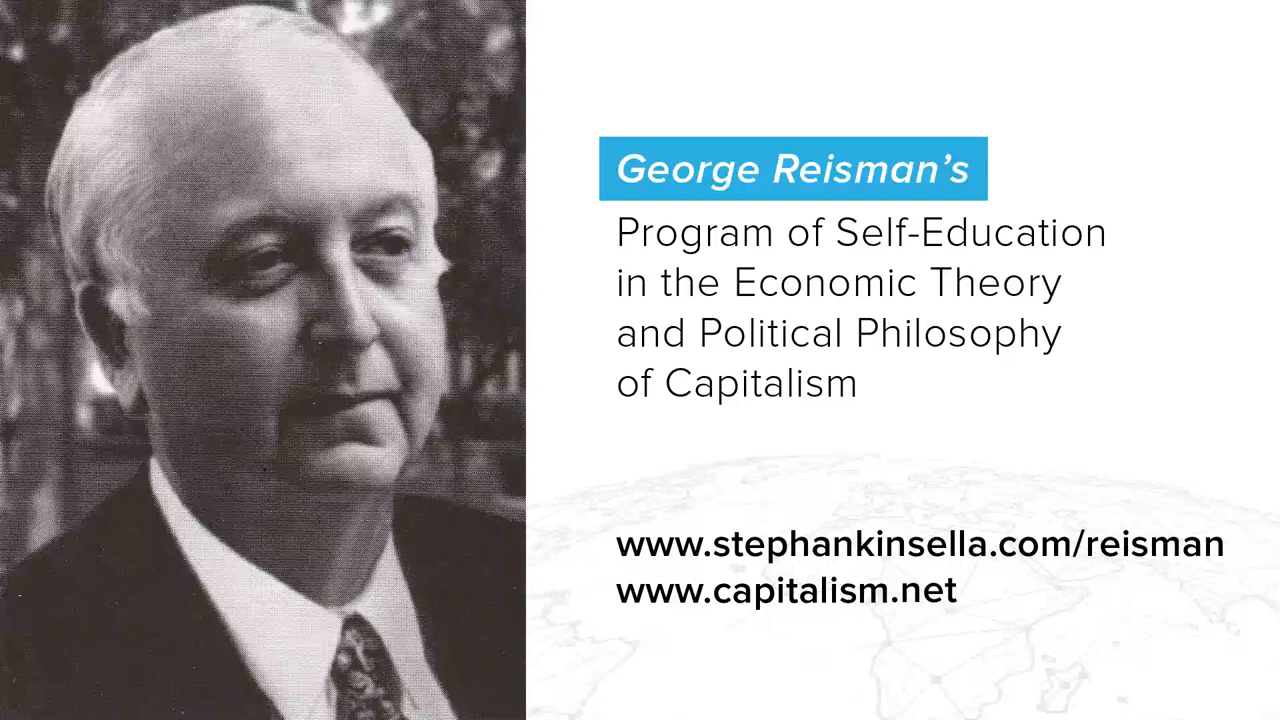 George Reisman’s
Program of Self-Education
in the Economic Theory
and Political Philosophy
of Capitalism
www.stephankinsella.com/reisman
www.capitalism.net